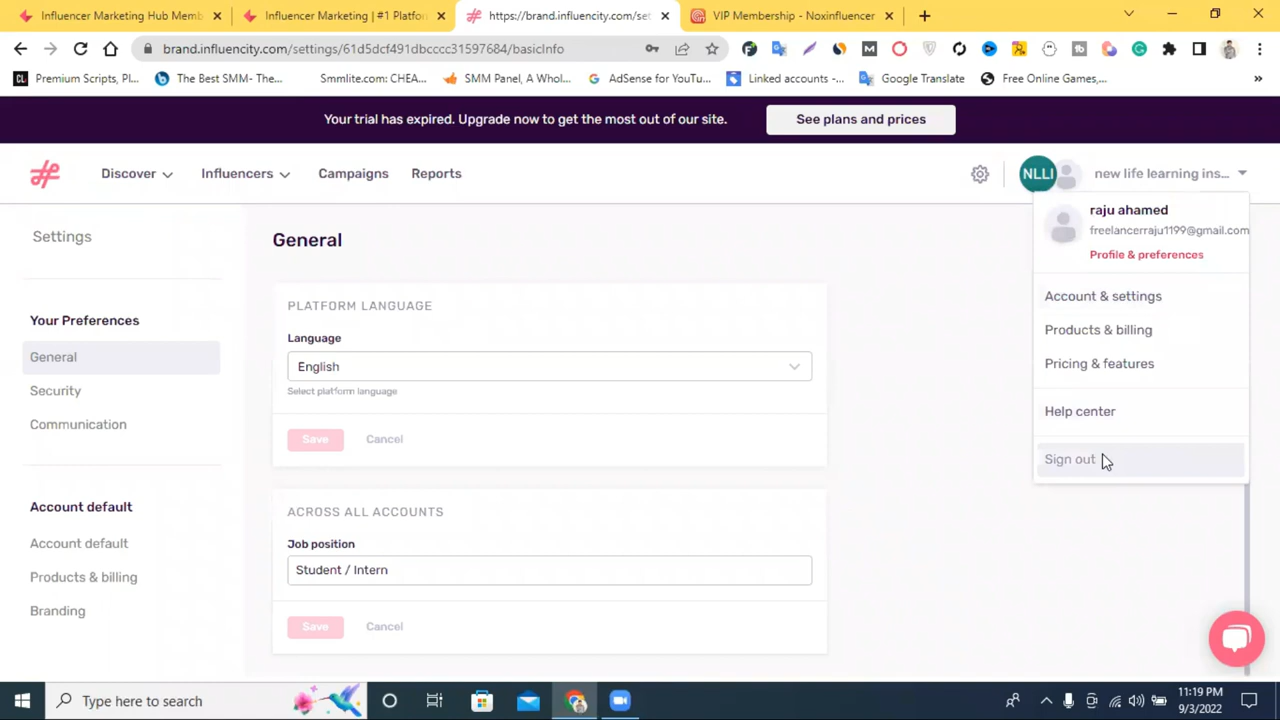 Influencer Marketing Hub Memb
Influencer Marketing | #1 Platfo
https://brand.influencity.com/set
VIP Membership - Noxinfluencer
brand.influencity.com/settings/61d5dcf491dbcccc31597684/basicInfo
Premium Scripts, Pl...
The Best SMM- The...
Smmlite.com: CHEA...
SMM Panel, A Whol...
AdSense for YouTu...
Linked accounts -...
Google Translate
Free Online Games,...
Your trial has expired. Upgrade now to get the most out of our site.
See plans and prices
Discover
Influencers
Campaigns
Reports
NLLI
new life learning ins...
raju ahamed
freelancerraju1199@gmail.com
Profile & preferences
Account & settings
Products & billing
Pricing & features
Help center
Sign out
Settings
Your Preferences
General
Security
Communication
Account default
Account default
Products & billing
Branding
General
PLATFORM LANGUAGE
Language
English
Select platform language
Save
Cancel
ACROSS ALL ACCOUNTS
Job position
Student / Intern
Save
Cancel
Type here to search
11:19 PM
9/3/2022